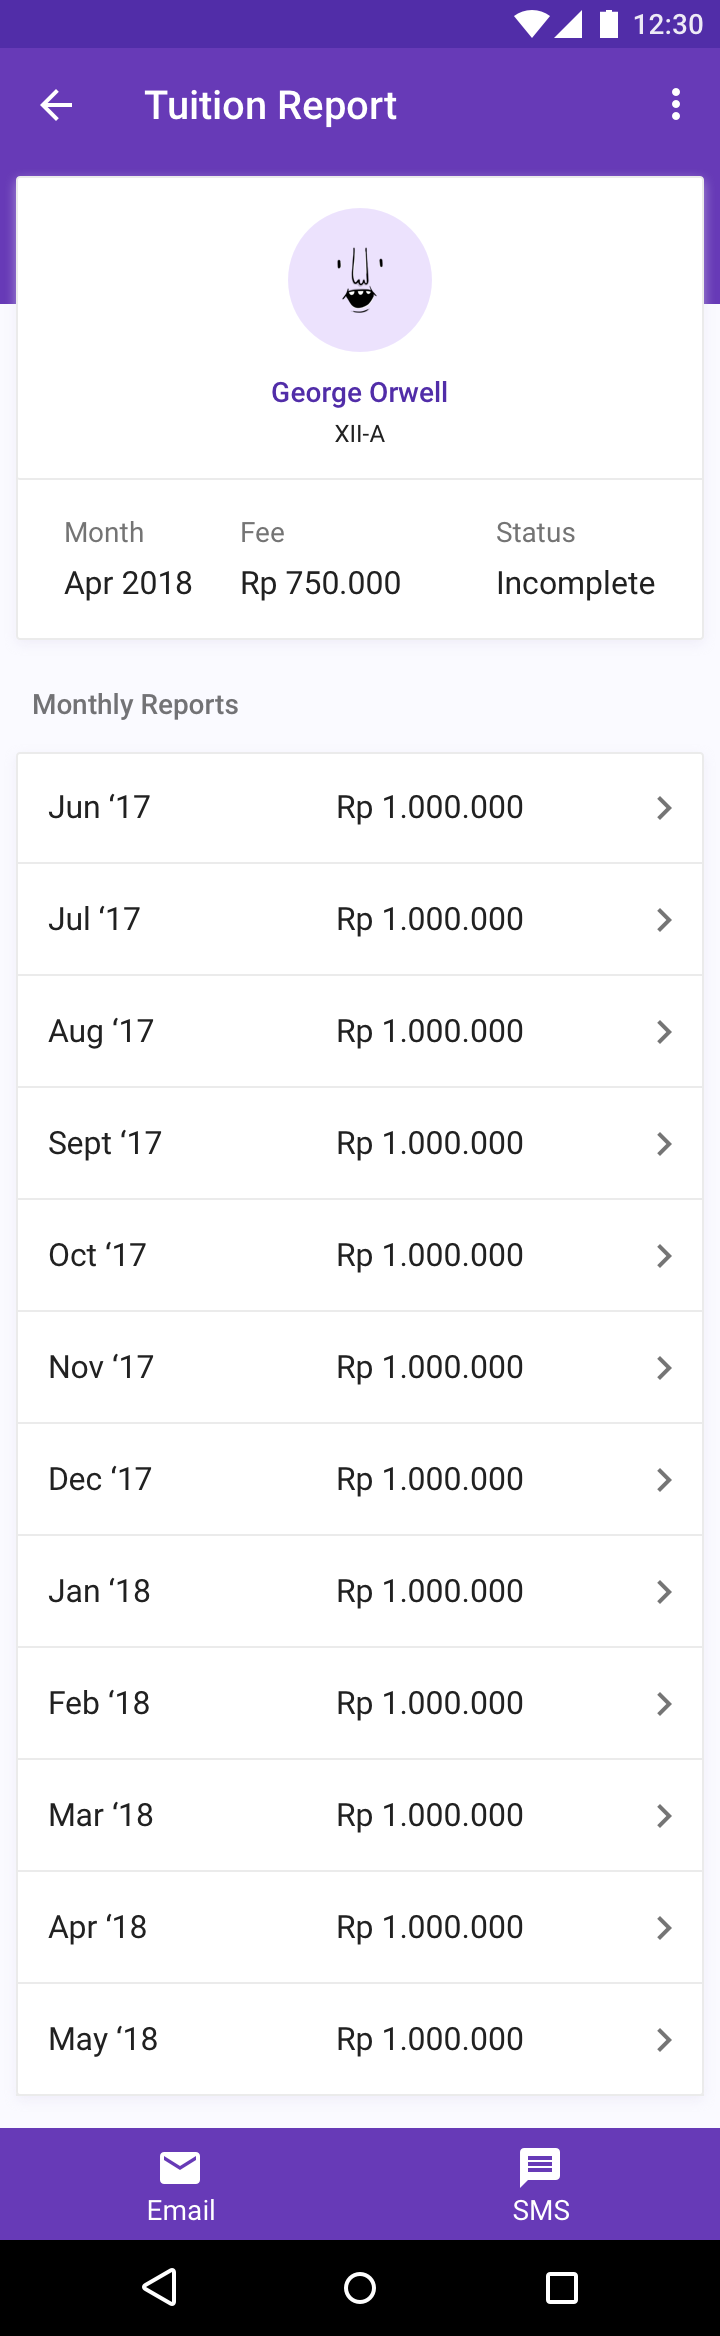 12:30
Tuition Report
George Orwell
XII-A
Month Fee Status
Apr 2018 Rp 750.000 Incomplete
Monthly Reports
Jun ‘17 Rp 1.000.000
Jul ‘17 Rp 1.000.000
Aug ‘17 Rp 1.000.000
Sept ‘17 Rp 1.000.000
Oct ‘17 Rp 1.000.000
Nov ‘17 Rp 1.000.000
Dec ‘17 Rp 1.000.000
Jan ‘18 Rp 1.000.000
Feb ‘18 Rp 1.000.000
Mar ‘18 Rp 1.000.000
Apr ‘18 Rp 1.000.000
May ‘18 Rp 1.000.000
Email SMS